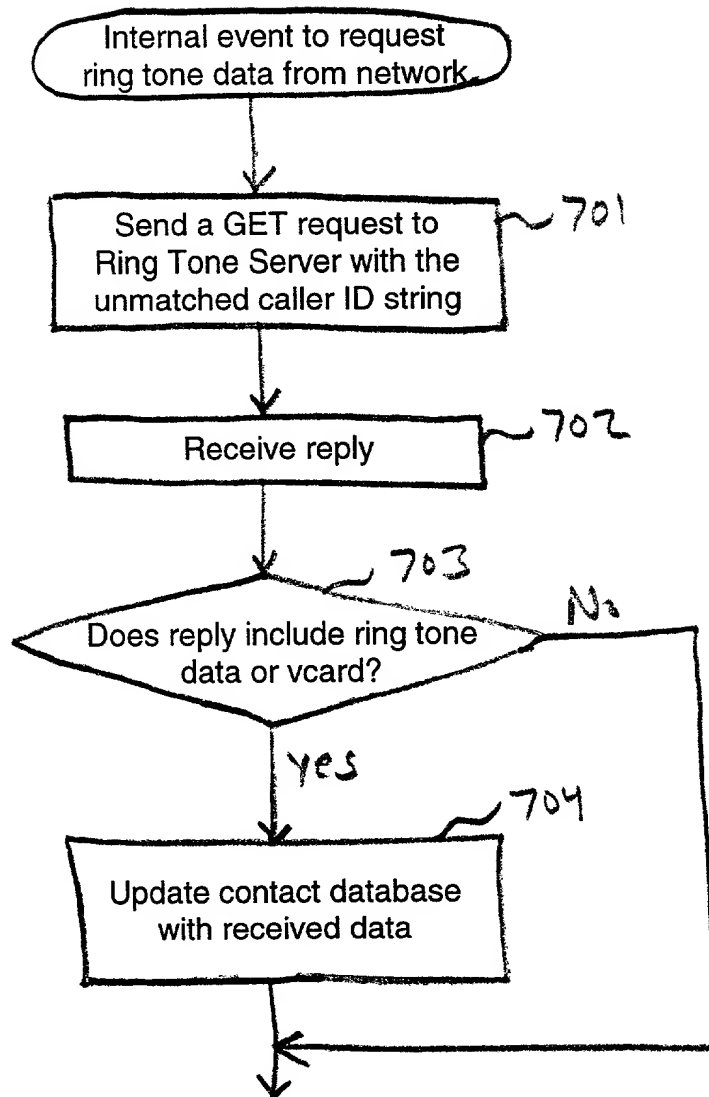 Internal event to request
ring tone data from network
701
Send a GET request to
Ring Tone Server with the
unmatched caller ID string
702
Receive reply
703
No
Does reply include ring tone
data or vcard?
yes
704
Update contact database
with received data